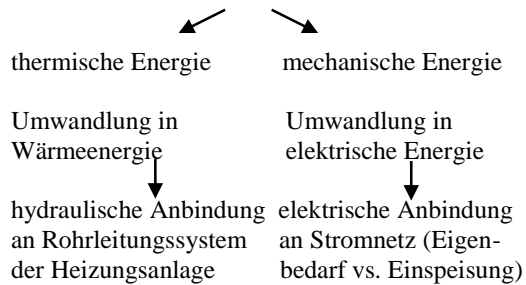 thermische Energie
mechanische Energie
Umwandlung in
Wärmeenergie
Umwandlung in
elektrische Energie
hydraulische Anbindung
an Rohrleitungssystem
der Heizungsanlage
elektrische Anbindung
an Stromnetz (Eigen-
bedarf vs. Einspeisung)